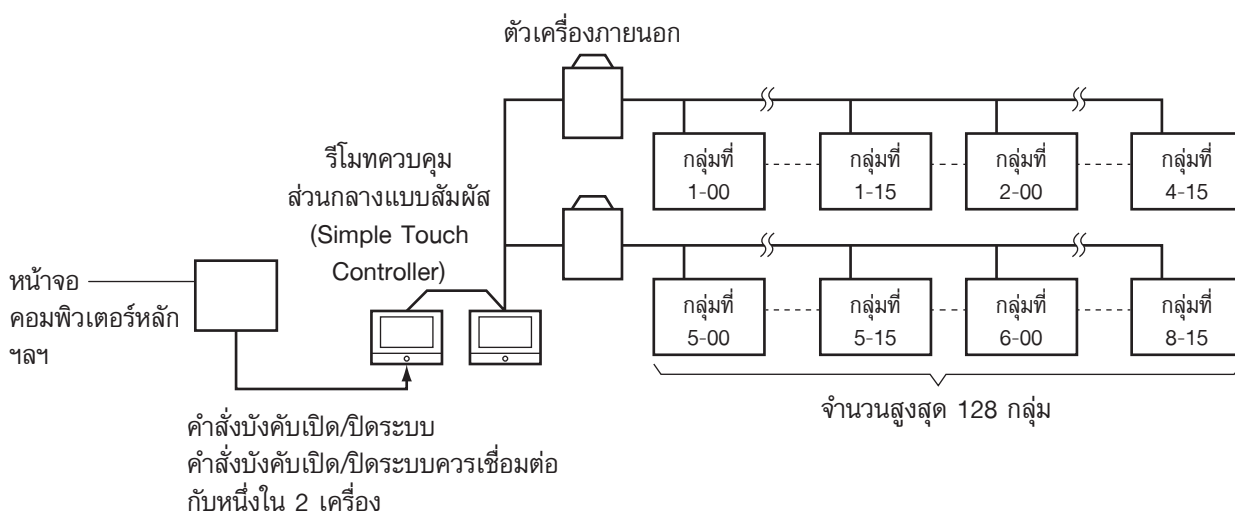 ตัวเครื่องภายนอก
รีโมทควบคุม
ส่วนกลางแบบสัมผัส
(Simple Touch
Controller)
หน้าจอ
คอมพิวเตอร์หลัก
ฯลฯ
กลุ่มที่
1-00
กลุ่มที่
1-15
กลุ่มที่
2-00
กลุ่มที่
4-15
กลุ่มที่
5-00
กลุ่มที่
5-15
กลุ่มที่
6-00
กลุ่มที่
8-15
จำนวนสูงสุด 128 กลุ่ม
คำสั่งบังคับเปิด/ปิดระบบ
คำสั่งบังคับเปิด/ปิดระบบควรเชื่อมต่อ
กับหนึ่งใน 2 เครื่อง